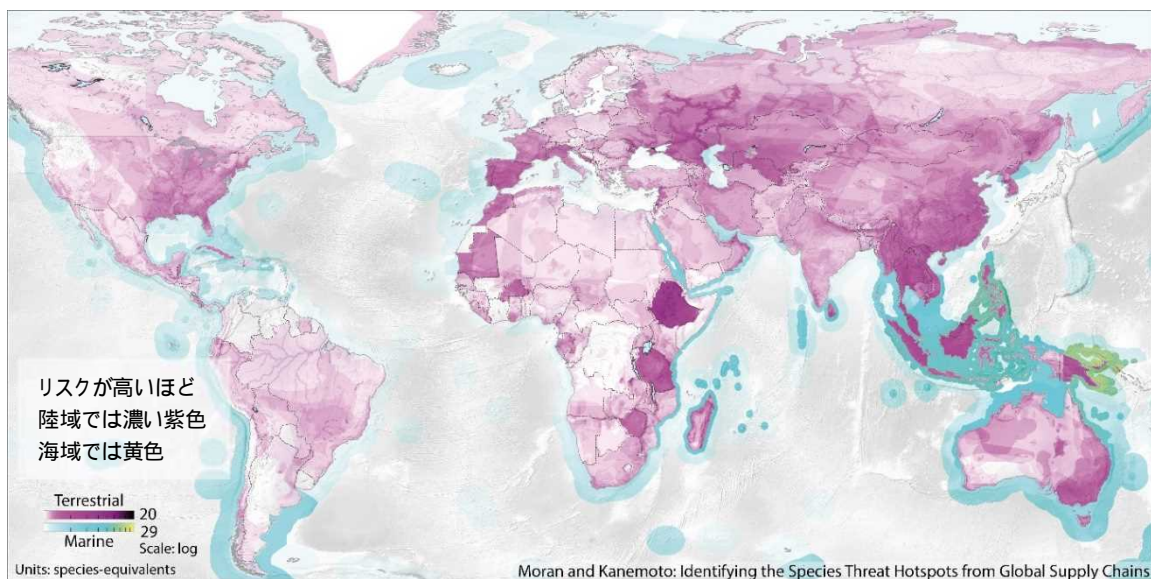 リスクが高いほど
陸域では濃い紫色
海域では黄色
Terrestrial
20
29
Marine
Scale: log
Units: species-equivalents
Moran and Kanemoto: Identifying the Species Threat Hotspots from Global Supply Chains